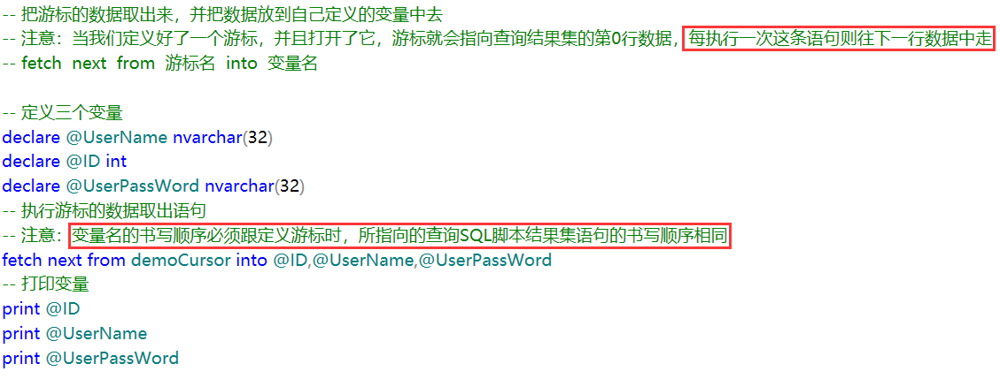 -- 把游标的数据取出来，并把数据放到自己定义的变量中去
-- 注意：当我们定义好了一个游标，并且打开了它，游标就会指向查询结果集的第0行数据，每执行一次这条语句则往下一行数据中走
-- fetch  next  from  游标名  into  变量名
-- 定义三个变量
declare @UserName nvarchar(32)
declare @ID int
declare @UserPassWord nvarchar(32)
-- 执行游标的数据取出语句
-- 注意：变量名的书写顺序必须跟定义游标时，所指向的查询SQL脚本结果集语句的书写顺序相同
fetch next from demoCursor into @ID,@UserName,@UserPassWord
-- 打印变量
print @ID
print @UserName
print @UserPassWord